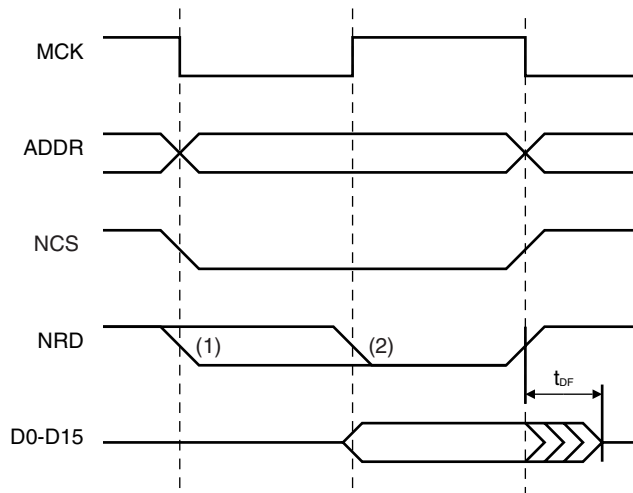 MCK
ADDR
NCS
NRD
(1)
(2)
tDF
D0-D15